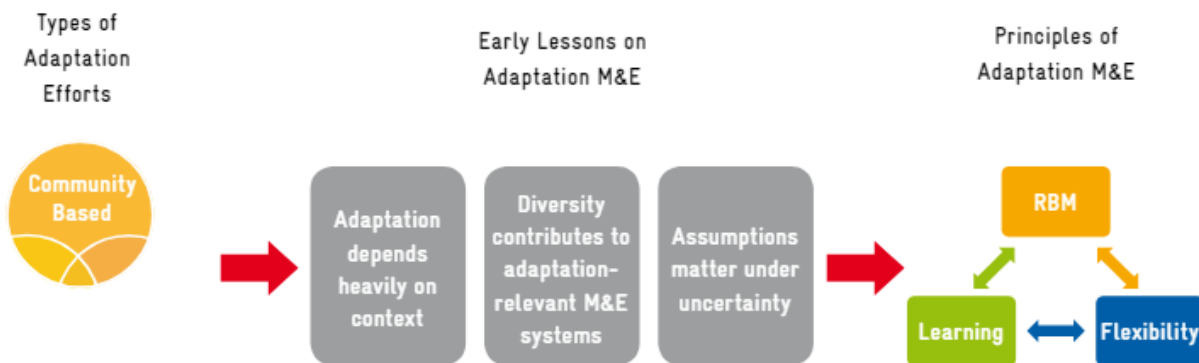 Types of
Adaptation
Efforts
Early Lessons on
Adaptation M&E
Principles of
Adaptation M&E
Community
Based
Adaptation
depends
heavily on
context
Diversity
contributes to
adaptation-
relevant M&E
systems
Assumptions
matter under
uncertainty
RBM
Learning
Flexibility